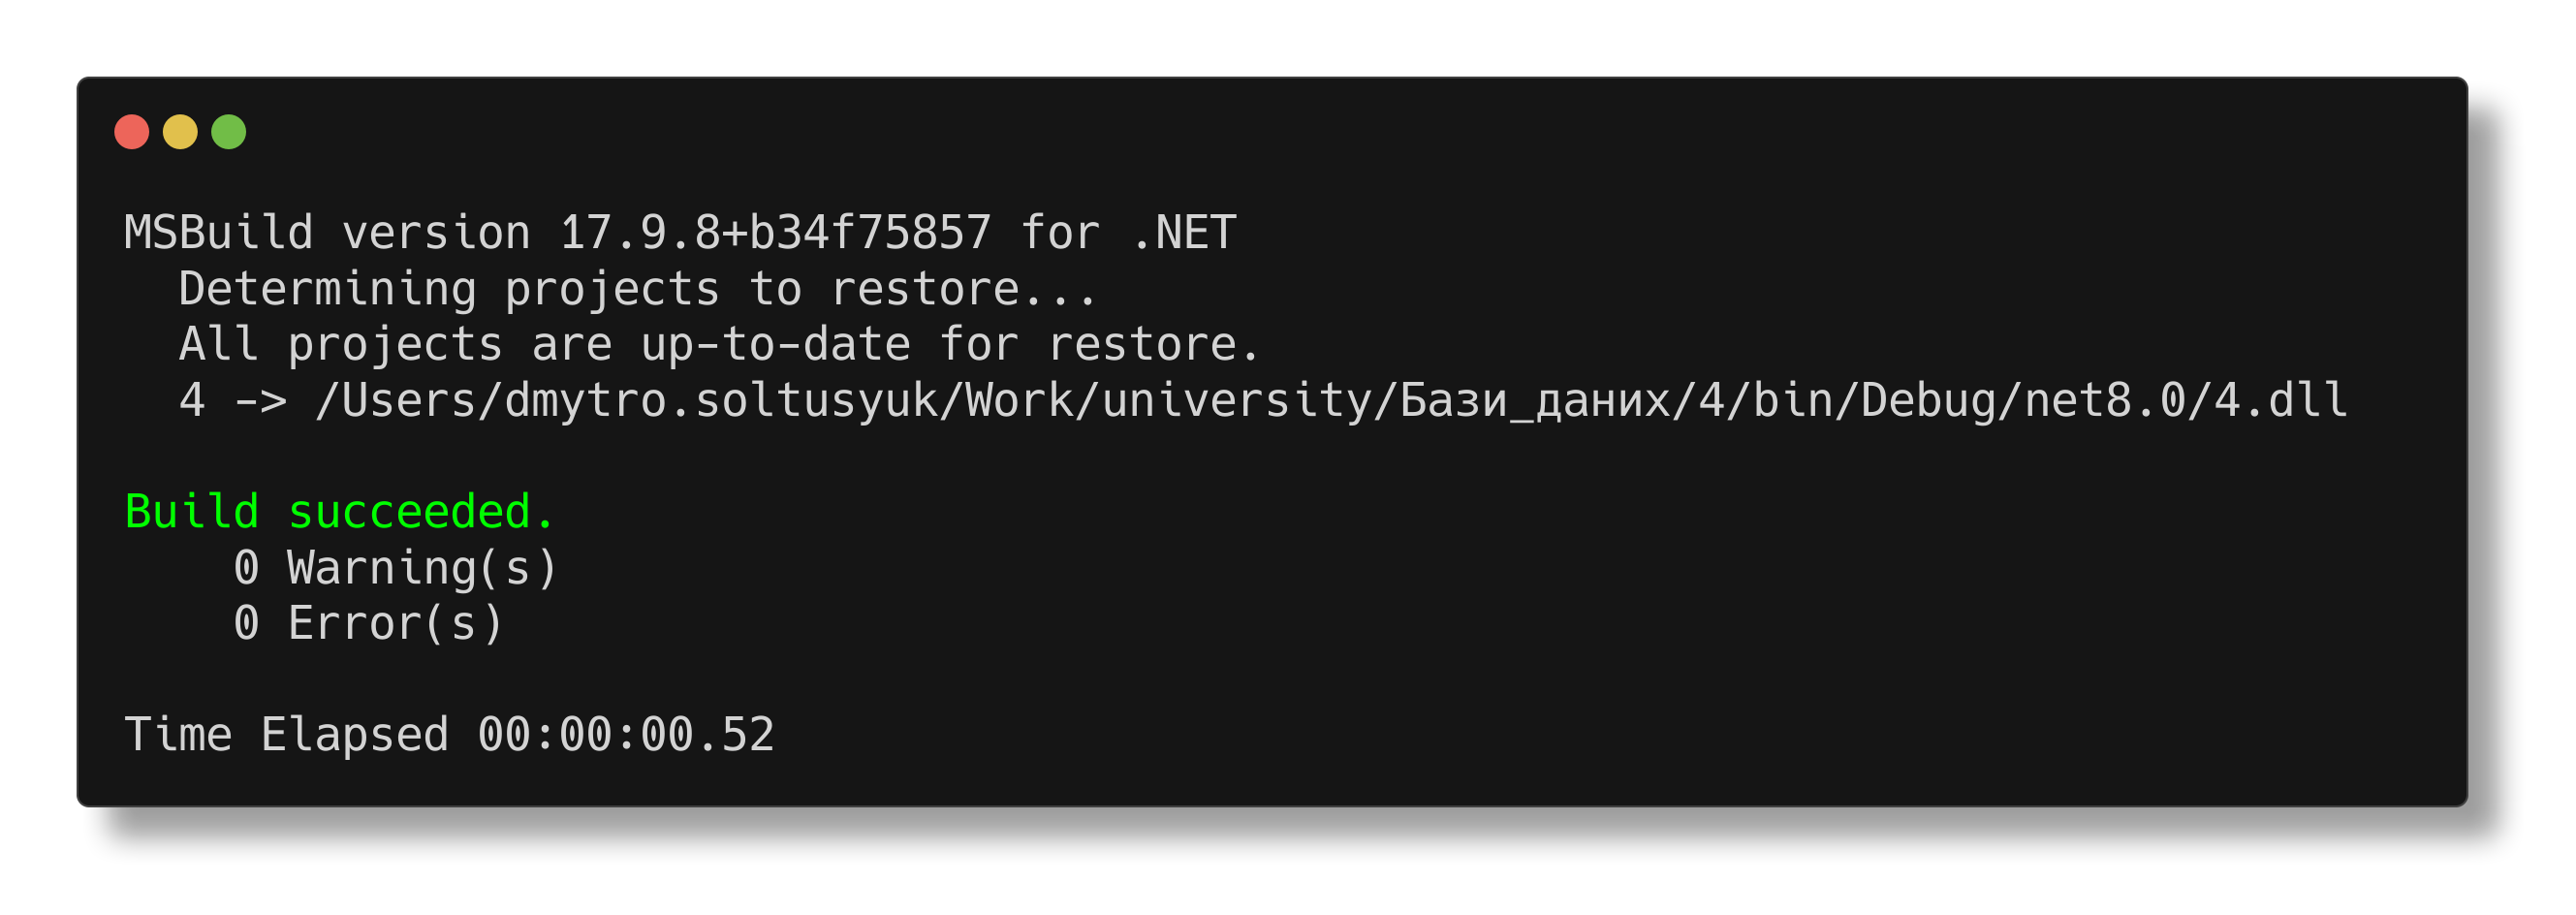 MSBuild version 17.9.8+b34f75857 for .NET
  Determining projects to restore...
  All projects are up-to-date for restore.
  4 -> /Users/dmytro.soltusyuk/Work/university/Бази_даних/4/bin/Debug/net8.0/4.dll
Build succeeded.
    0 Warning(s)
    0 Error(s)
Time Elapsed 00:00:00.52